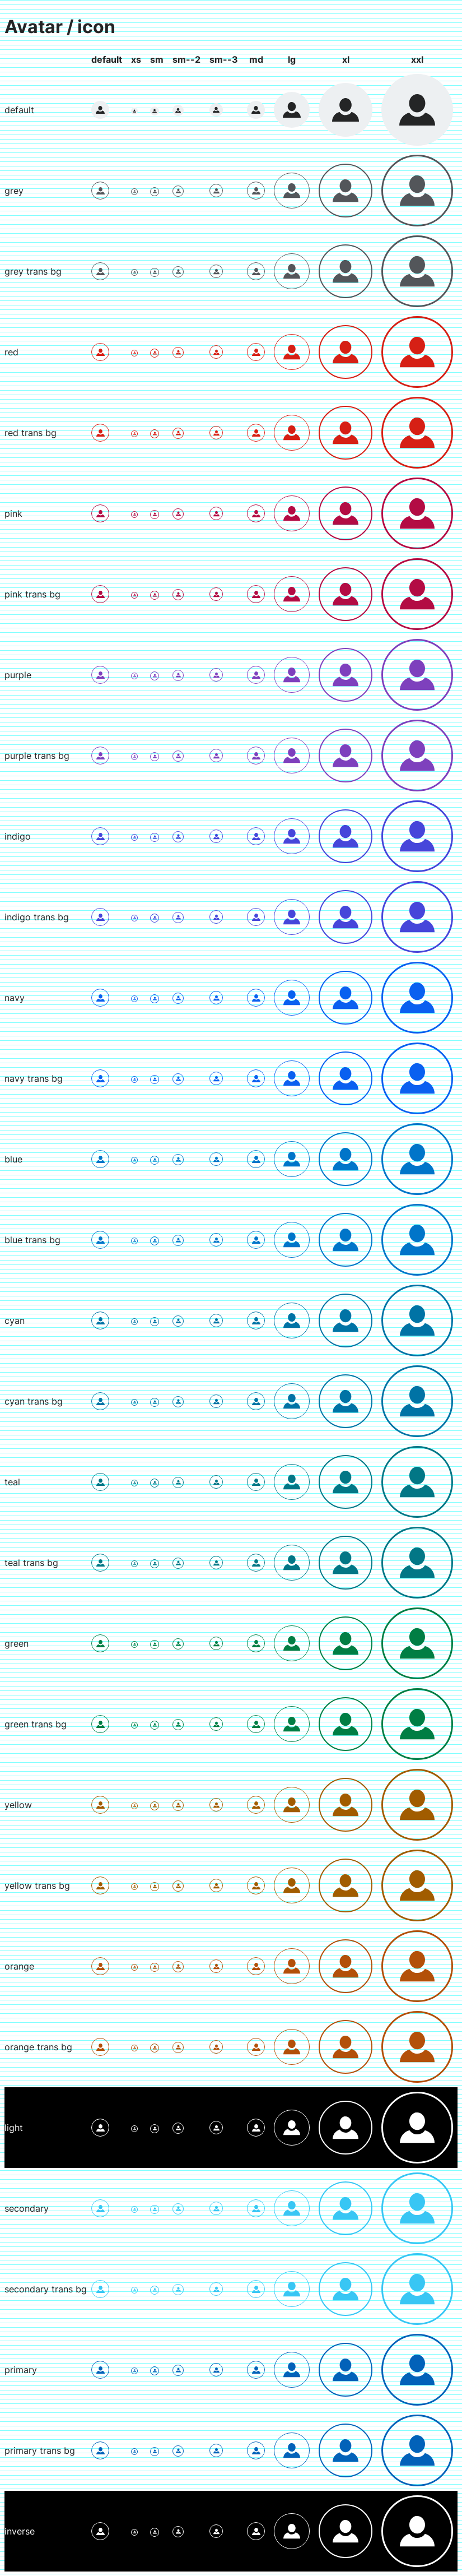 Avatar / icon
default xs sm sm--2 sm--3 md lg xl xxl
default
grey
grey trans bg
red
red trans bg
pink
pink trans bg
purple
purple trans bg
indigo
indigo trans bg
navy
navy trans bg
blue
blue trans bg
cyan
cyan trans bg
teal
teal trans bg
green
green trans bg
yellow
yellow trans bg
orange
orange trans bg
light
secondary
secondary trans bg
primary
primary trans bg
inverse